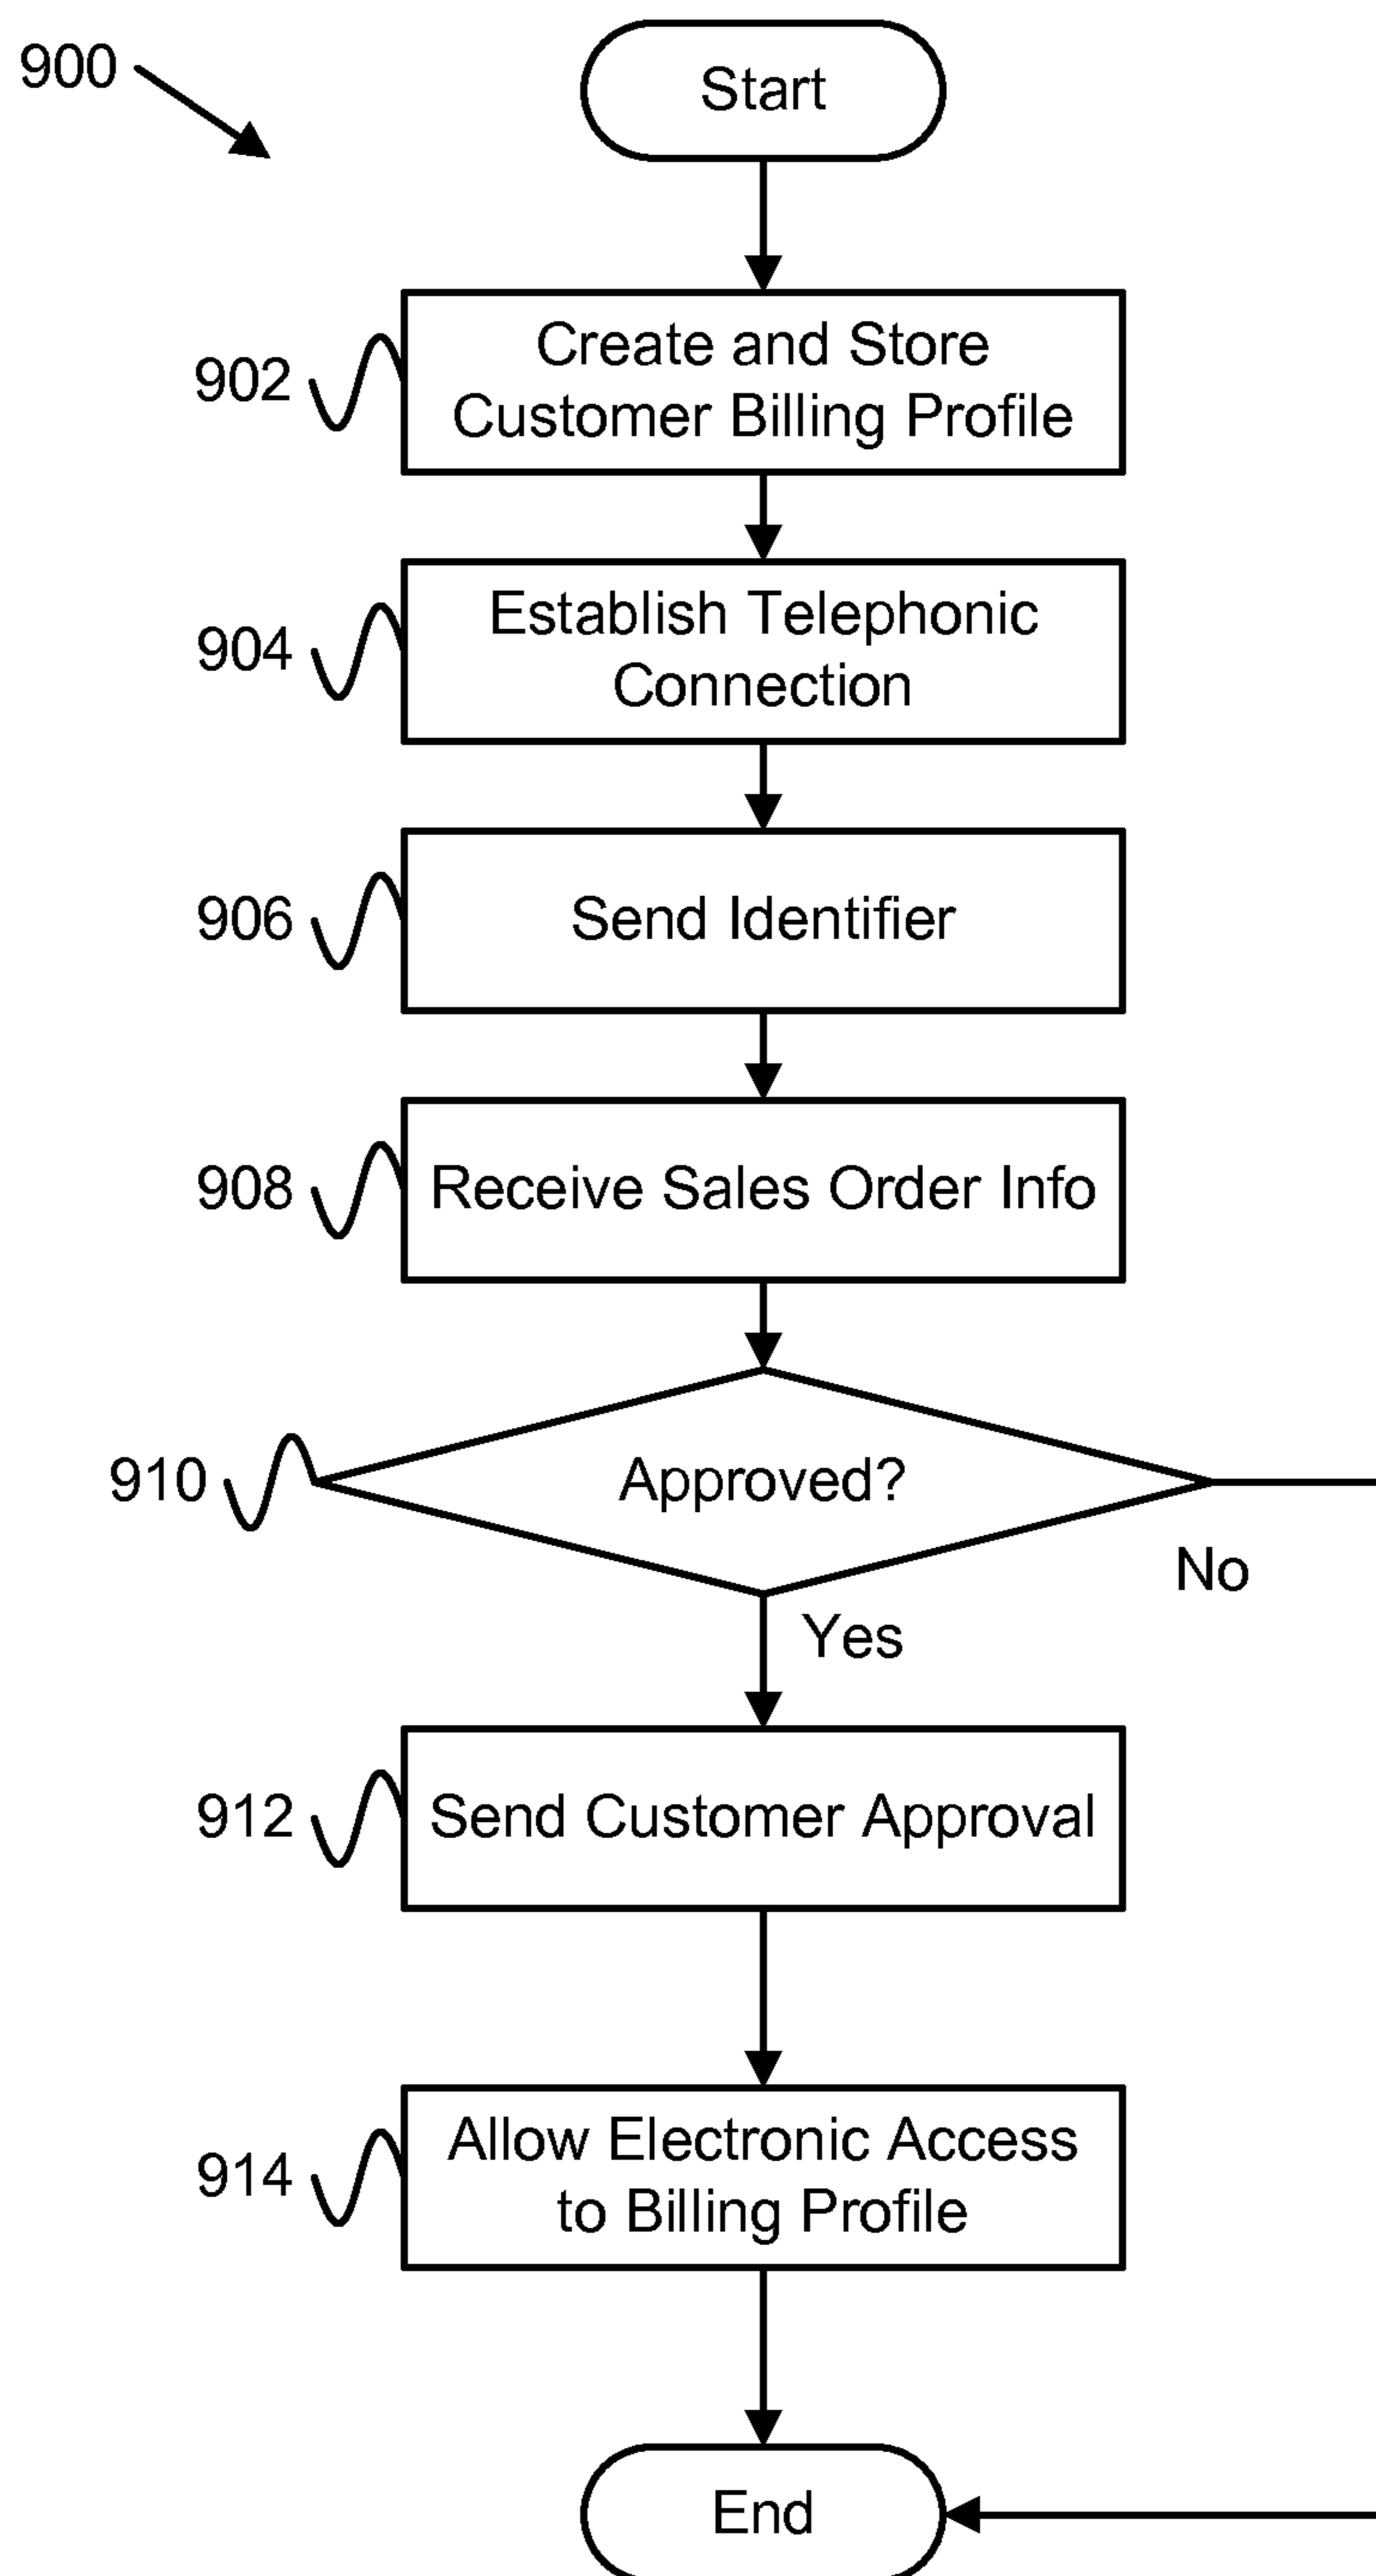 900
Start
902
Create and Store
Customer Billing Profile
904
Establish Telephonic
Connection
906
Send Identifier
908
Receive Sales Order Info
910
Approved?
No
Yes
912
Send Customer Approval
914
Allow Electronic Access
to Billing Profile
End